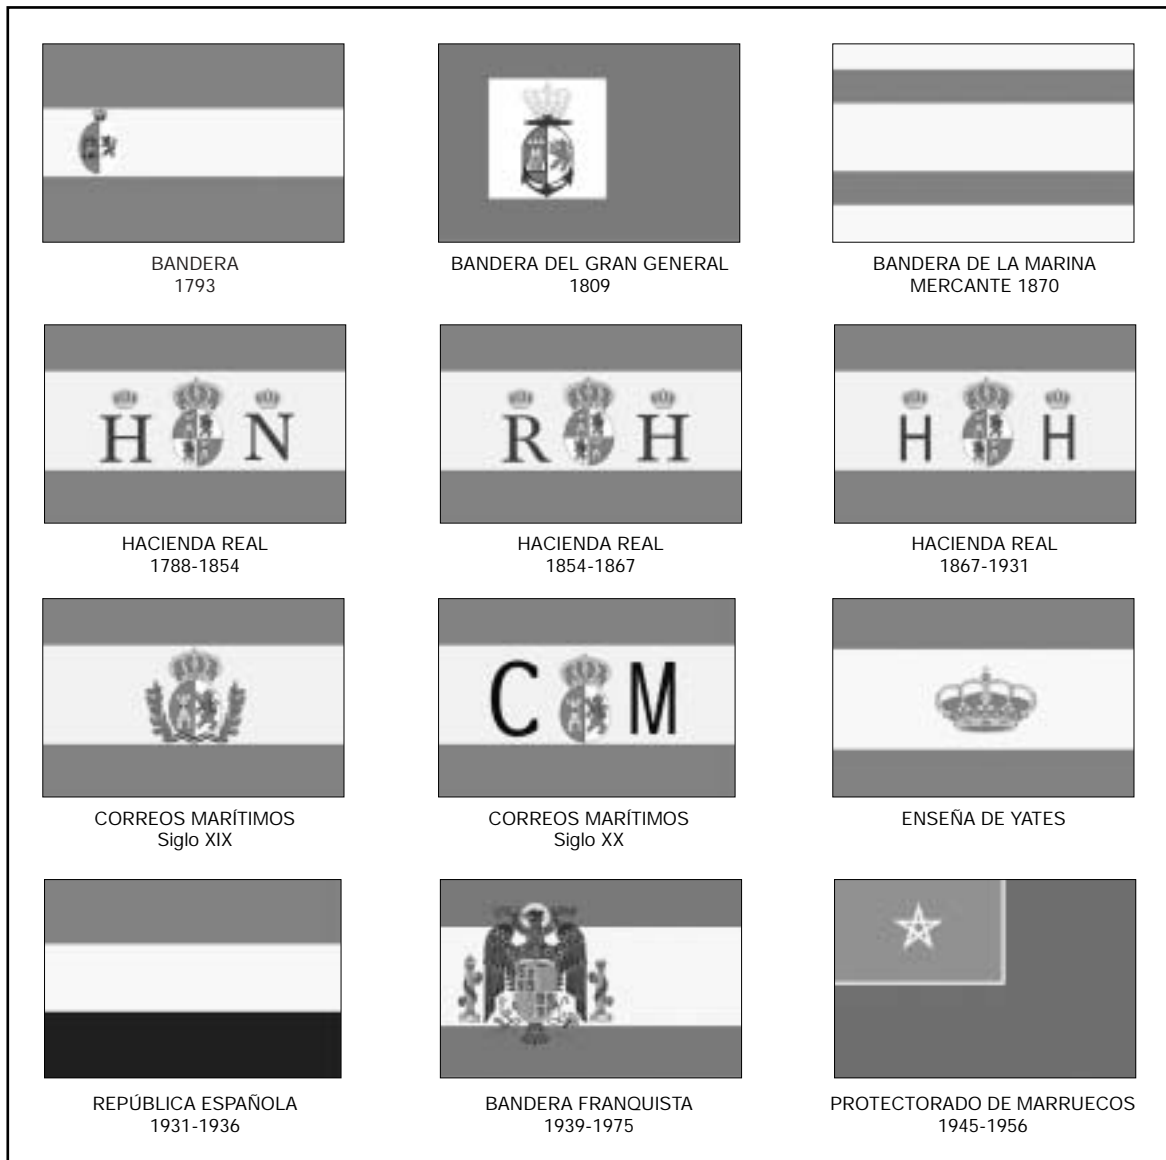 BANDERA
1793
BANDERA DEL GRAN GENERAL
1809
BANDERA DE LA MARINA
MERCANTE 1870
H N
HACIENDA REAL
1788-1854
R H
HACIENDA REAL
1854-1867
H H
HACIENDA REAL
1867-1931
CORREOS MARÍTIMOS
Siglo XIX
C M
CORREOS MARÍTIMOS
Siglo XX
ENSEÑA DE YATES
REPÚBLICA ESPAÑOLA
1931-1936
BANDERA FRANQUISTA
1939-1975
PROTECTORADO DE MARRUECOS
1945-1956